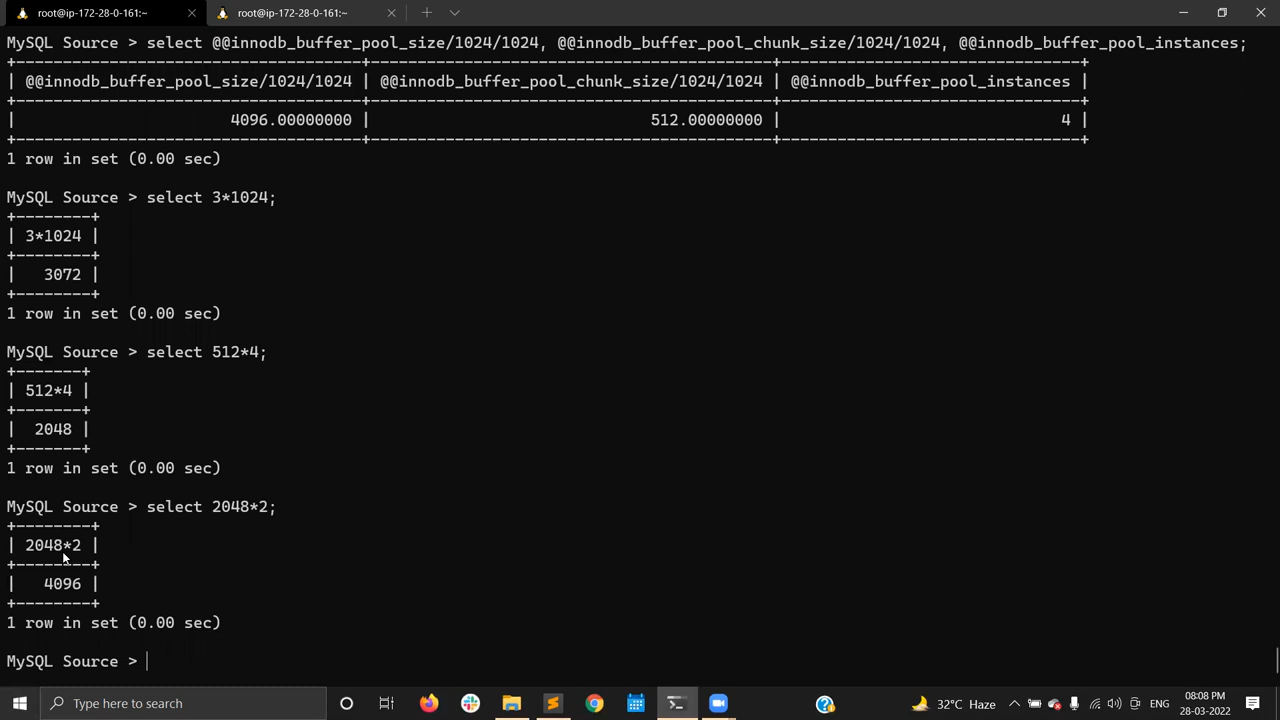 root@ip-172-28-0-161:~ root@ip-172-28-0-161:~
MySQL Source > select @@innodb_buffer_pool_size/1024/1024, @@innodb_buffer_pool_chunk_size/1024/1024, @@innodb_buffer_pool_instances;
+-------------------------------------+-------------------------------------------+--------------------------------+
| @@innodb_buffer_pool_size/1024/1024 | @@innodb_buffer_pool_chunk_size/1024/1024 | @@innodb_buffer_pool_instances |
+-------------------------------------+-------------------------------------------+--------------------------------+
|                       4096.00000000 |                              512.00000000 |                              4 |
+-------------------------------------+-------------------------------------------+--------------------------------+
1 row in set (0.00 sec)
MySQL Source > select 3*1024;
+--------+
| 3*1024 |
+--------+
|   3072 |
+--------+
1 row in set (0.00 sec)
MySQL Source > select 512*4;
+-------+
| 512*4 |
+-------+
|  2048 |
+-------+
1 row in set (0.00 sec)
MySQL Source > select 2048*2;
+--------+
| 2048*2 |
+--------+
|   4096 |
+--------+
1 row in set (0.00 sec)
MySQL Source >
Type here to search 32°C Haze ENG 08:08 PM
28-03-2022